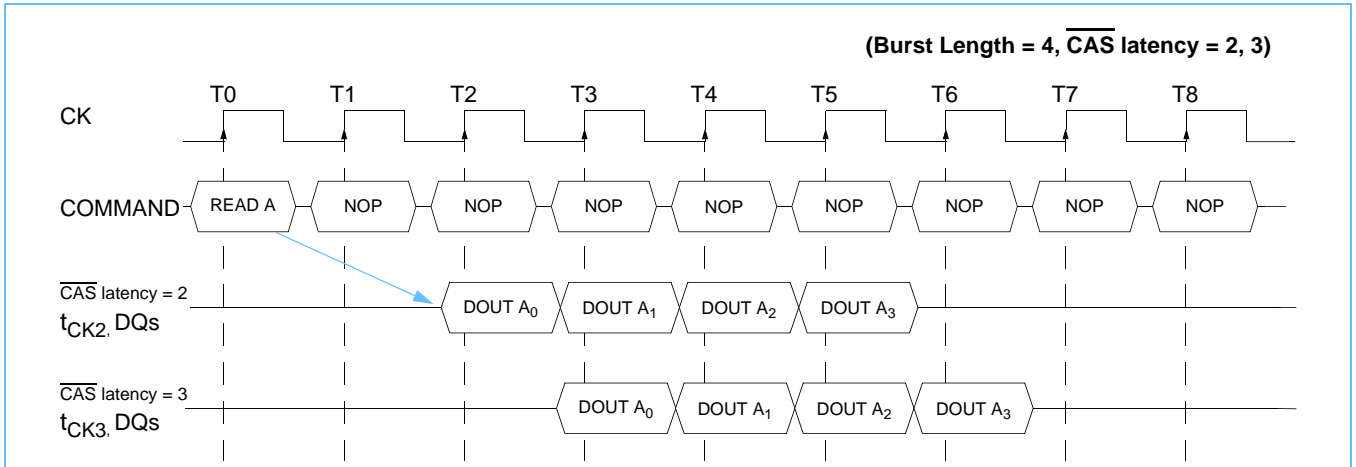 (Burst Length = 4, CAS latency = 2, 3)
T0 T1 T2 T3 T4 T5 T6 T7 T8
CK
COMMAND READ A NOP NOP NOP NOP NOP NOP NOP NOP
CAS latency = 2
tCK2, DQs DOUT A0 DOUT A1 DOUT A2 DOUT A3
CAS latency = 3
tCK3, DQs DOUT A0 DOUT A1 DOUT A2 DOUT A3